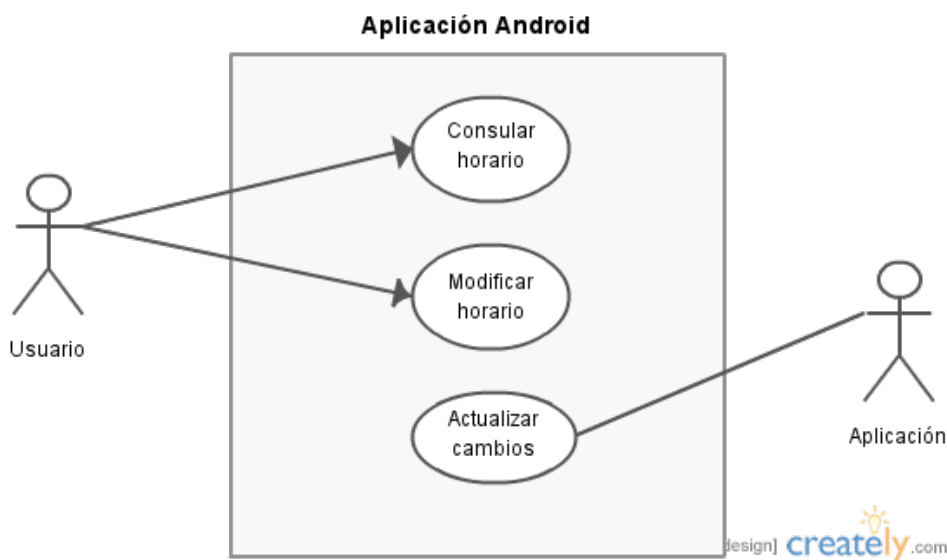 Aplicación Android
Consular
horario
Modificar
horario
Usuario
Actualizar
cambios
Aplicación
design] creately.com